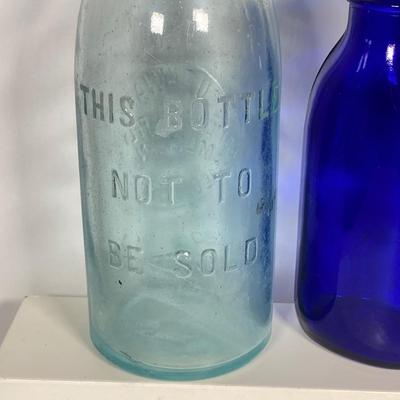 THIS BOTTLE
NOT TO
BE SOLD